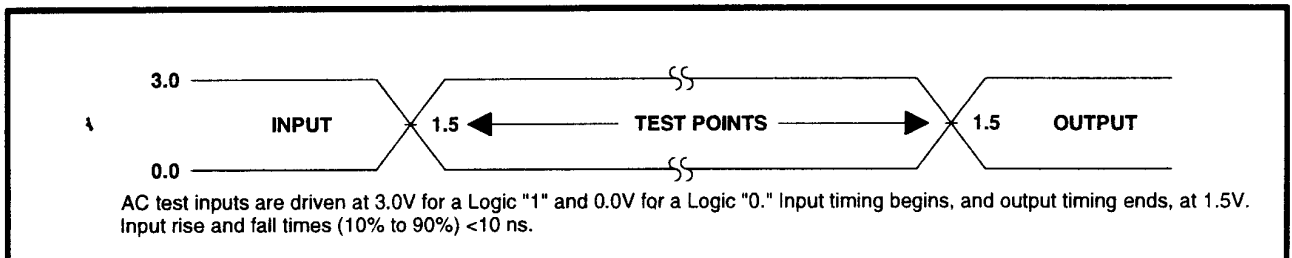 3.0
INPUT 1.5 TEST POINTS 1.5 OUTPUT
0.0
AC test inputs are driven at 3.0V for a Logic "1" and 0.0V for a Logic "0." Input timing begins, and output timing ends, at 1.5V.
Input rise and fall times (10% to 90%) <10 ns.